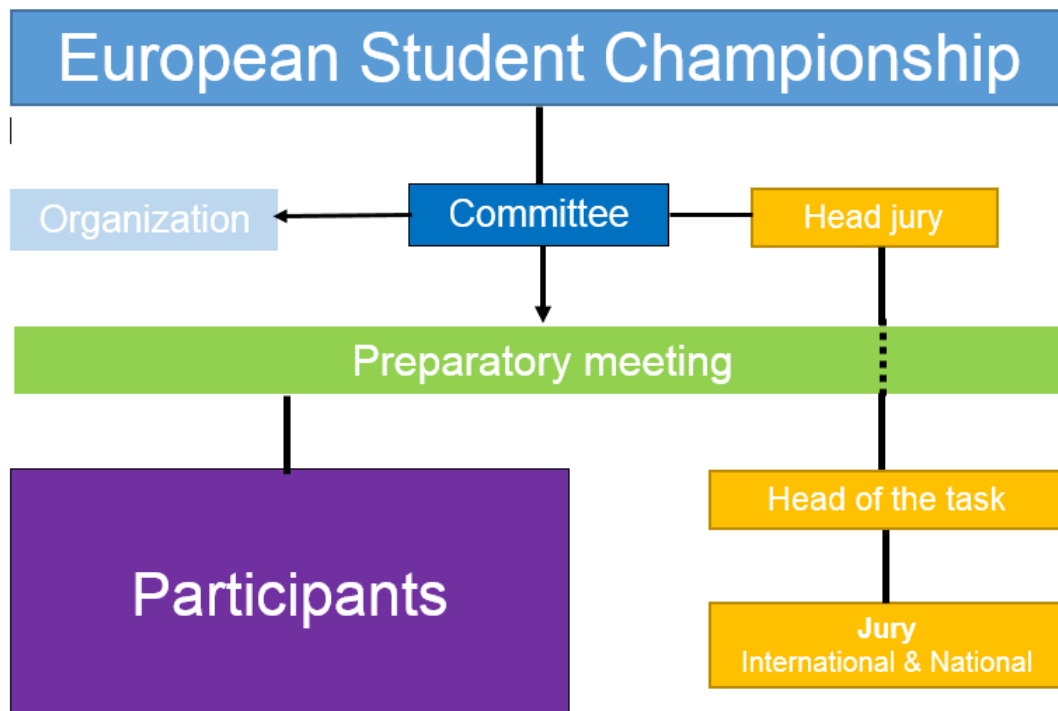 European Student Championship
Organization
Committee
Head jury
Preparatory meeting
Participants
Head of the task
Jury
International & National